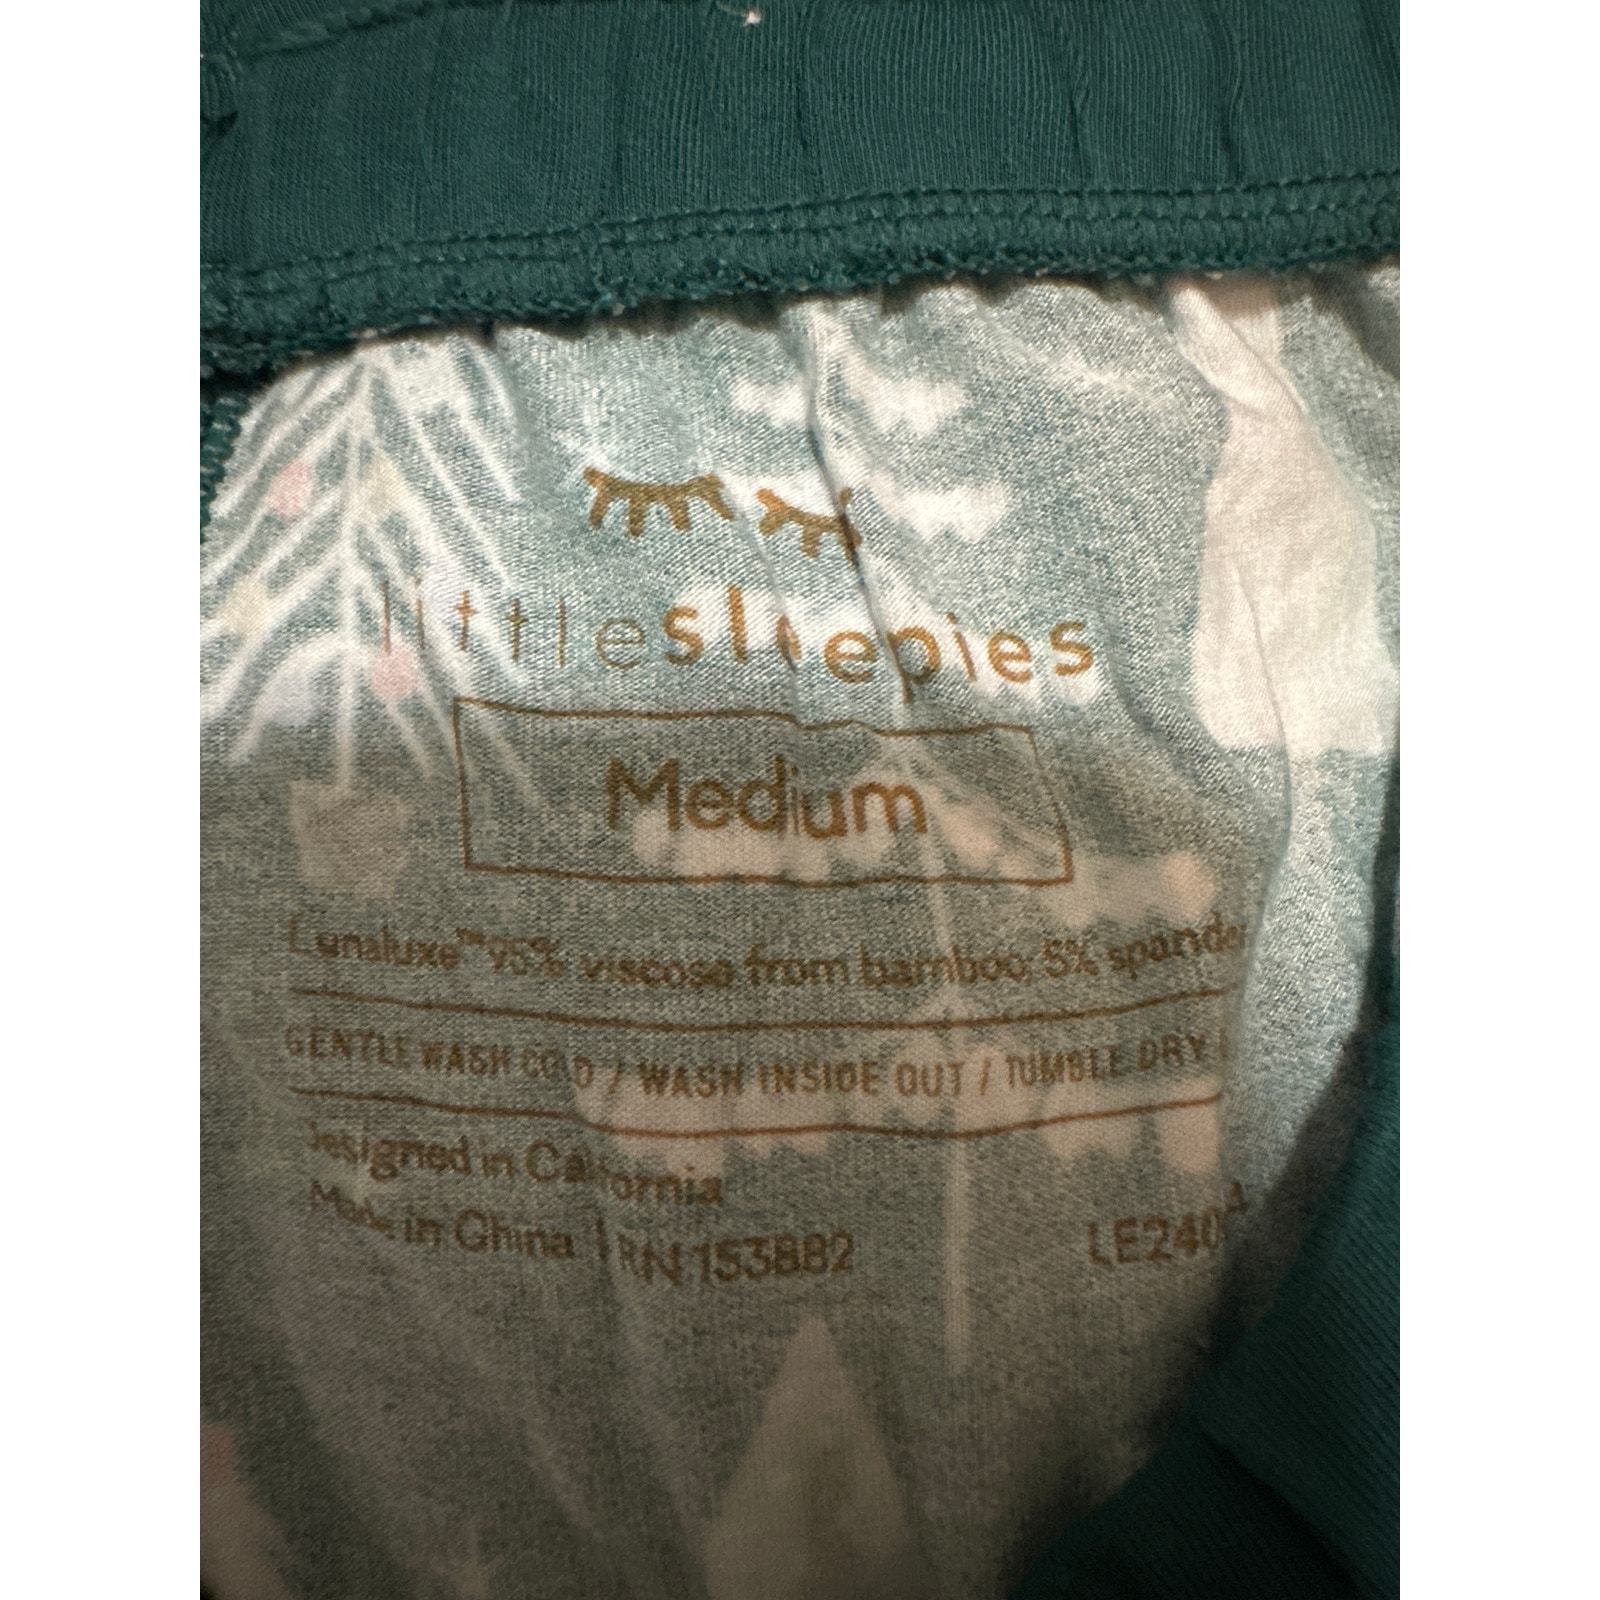 littlesleepies
Medium
Lunaluxe™ 95% viscose from bamboo, 5%
GENTLE WASH COLD / WASH INSIDE OUT / TUMBLE DRY
Designed in California
Made in China | RN 153882